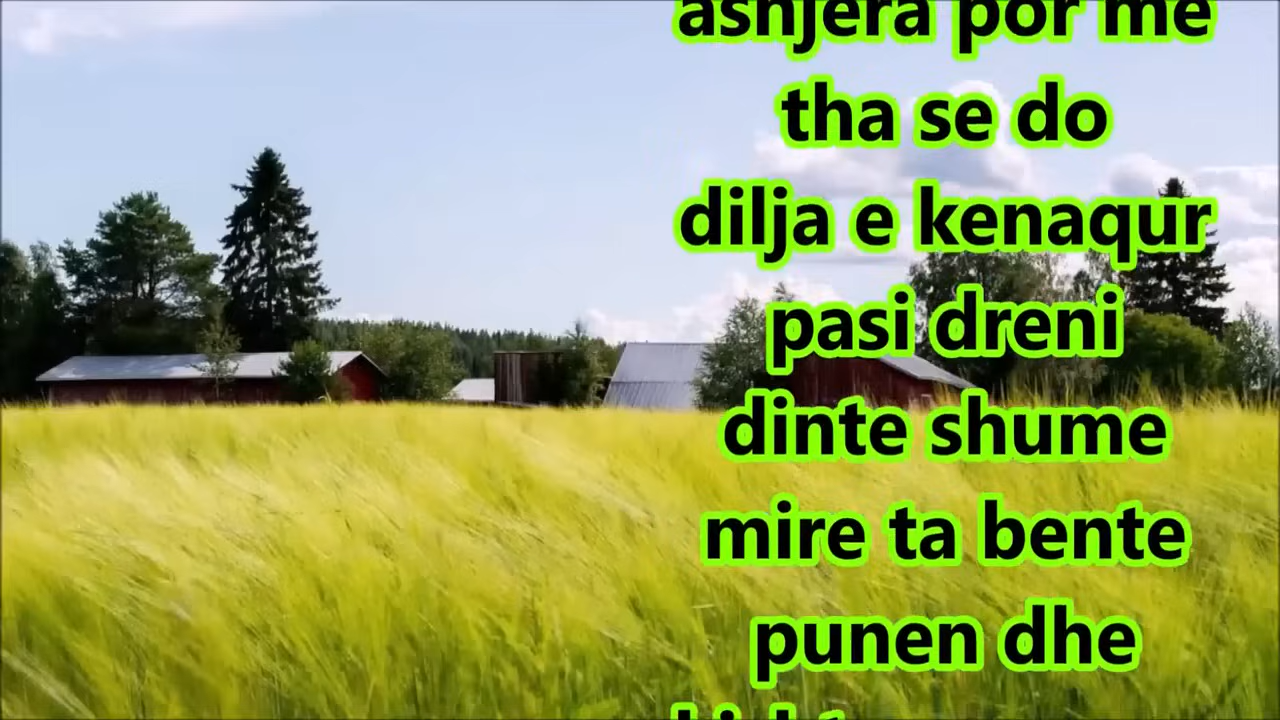 ashjera por me
tha se do
dilja e kenaqur
pasi dreni
dinte shume
mire ta bente
punen dhe